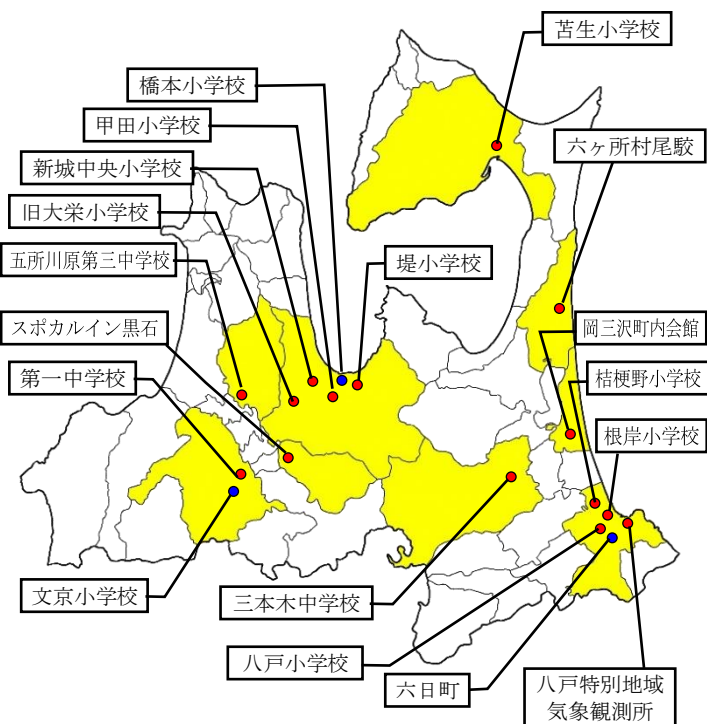 苫生小学校
橋本小学校
甲田小学校
六ヶ所村尾駮
新城中央小学校
旧大栄小学校
五所川原第三中学校
堤小学校
スポカルイン黒石
岡三沢町内会館
第一中学校
桔梗野小学校
根岸小学校
文京小学校
三本木中学校
八戸小学校
六日町
八戸特別地域
気象観測所